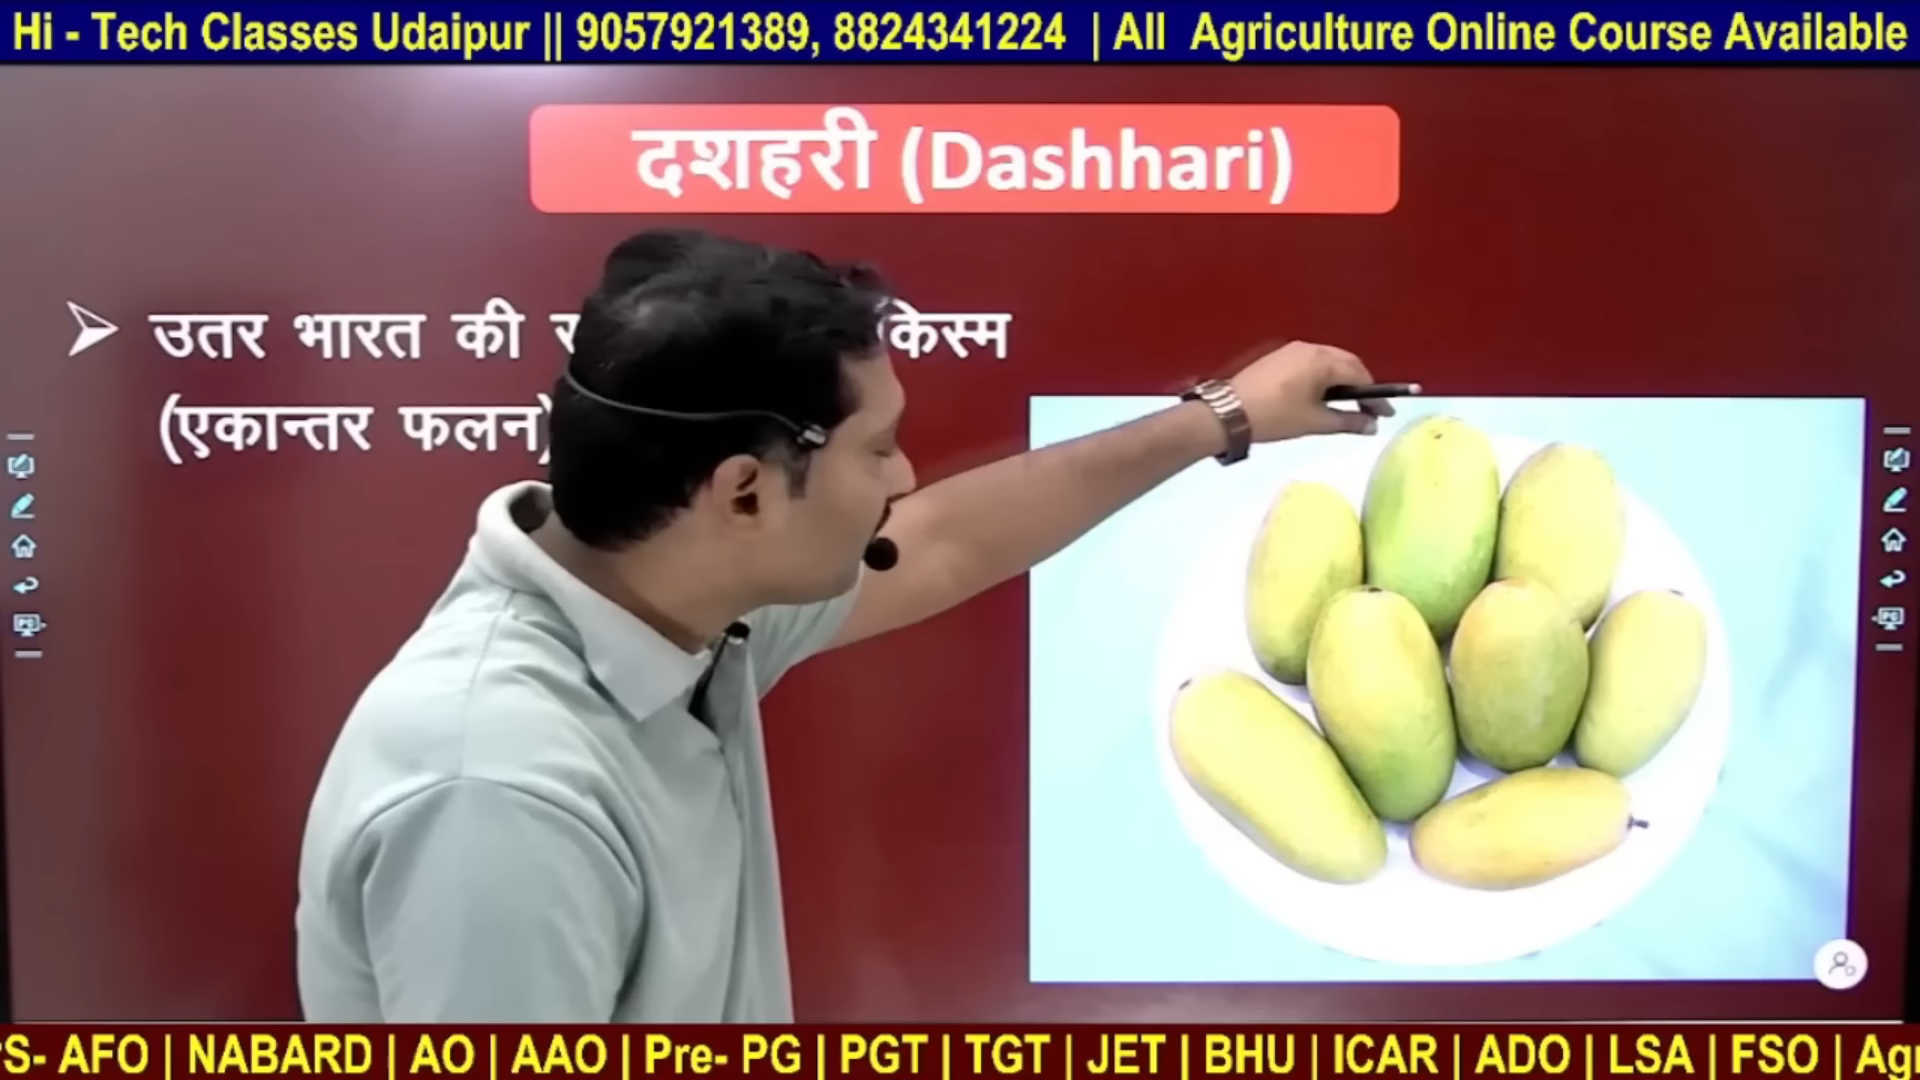 Hi - Tech Classes Udaipur || 9057921389, 8824341224 | All Agriculture Online Course Available
दशहरी (Dashhari)
➢ उतर भारत की किस्म
(एकान्तर फलन)
S- AFO | NABARD | AO | AAO | Pre- PG | PGT | TGT | JET | BHU | ICAR | ADO | LSA | FSO |